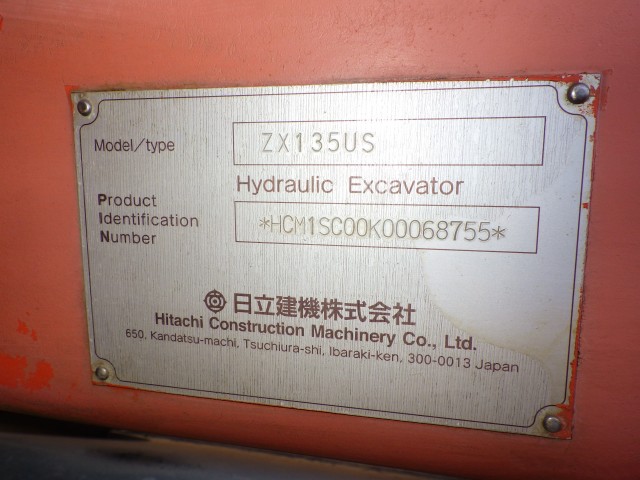 Model/type ZX135US
Hydraulic Excavator
Product
Identification
Number
*HCM1SC00K00068755*
日立建機株式会社
Hitachi Construction Machinery Co., Ltd.
650, Kandatsu-machi, Tsuchiura-shi, Ibaraki-ken, 300-0013 Japan